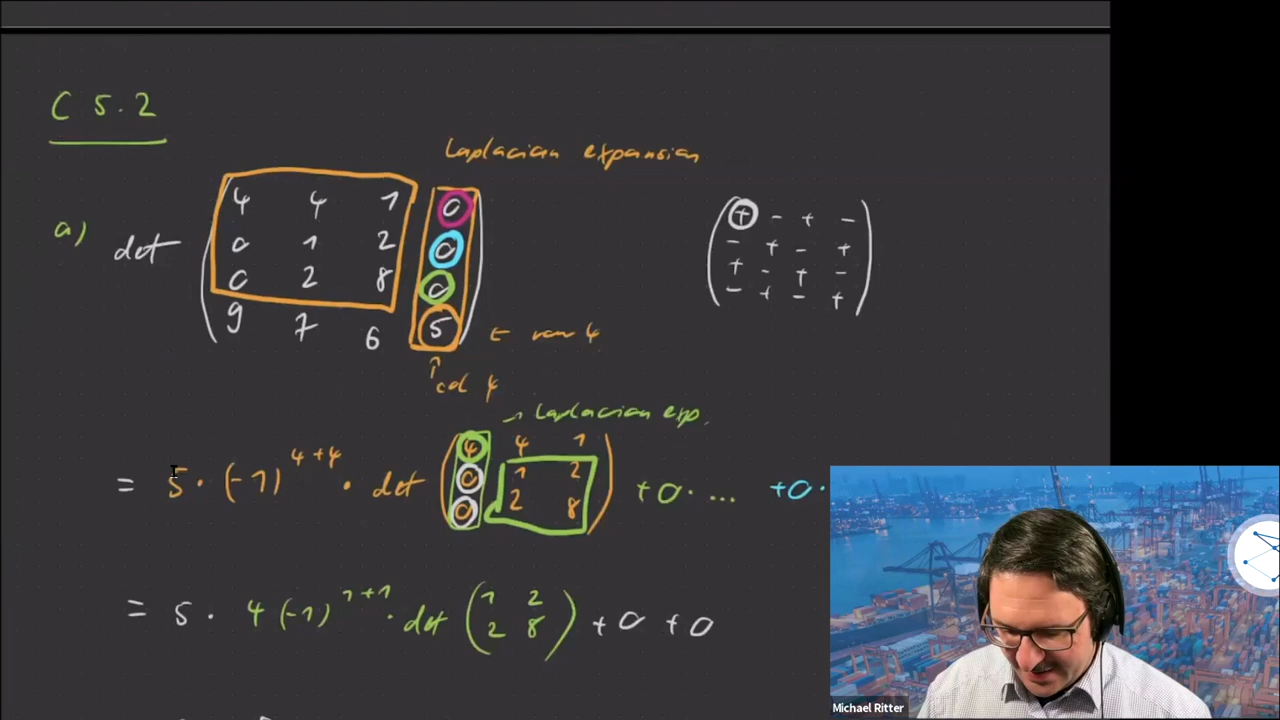 C 5.2
Laplacian expansion
a) det ( 4 4 1 0
0 1 2 0
0 2 8 0
9 7 6 5 ) ← row 4
↑ col 4
( + - + -
- + - +
+ - + -
- + - + )
→ Laplacian exp.
= 5 · (-1)^{4+4} · det ( 4 4 1
0 1 2
0 2 8 ) + 0 · ... + 0 ·
= 5 · 4 (-1)^{1+1} · det ( 1 2
2 8 ) + 0 + 0
Michael Ritter